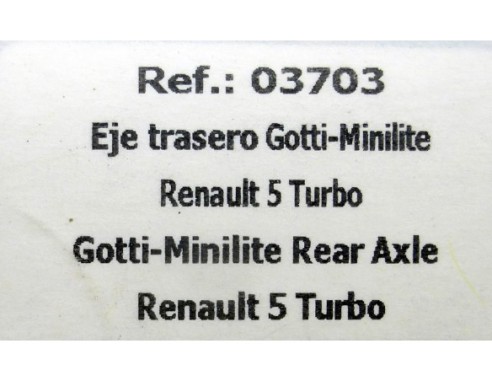 Ref.: 03703
Eje trasero Gotti-Minilite
Renault 5 Turbo
Gotti-Minilite Rear Axle
Renault 5 Turbo